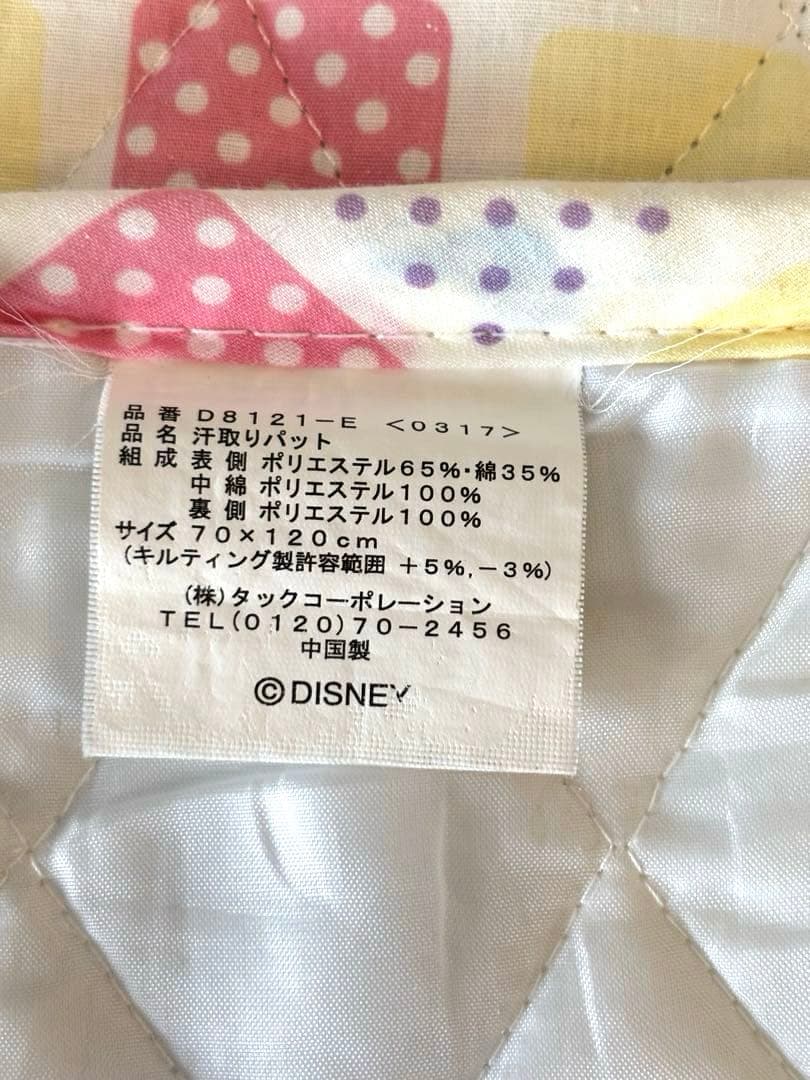 品番 D8121-E <0317>
品名 汗取りパット
組成 表側 ポリエステル65%・綿35%
中綿 ポリエステル100%
裏側 ポリエステル100%
サイズ 70×120cm
(キルティング製許容範囲 +5%,-3%)
(株)タックコーポレーション
TEL(0120)70-2456
中国製
©DISNEY